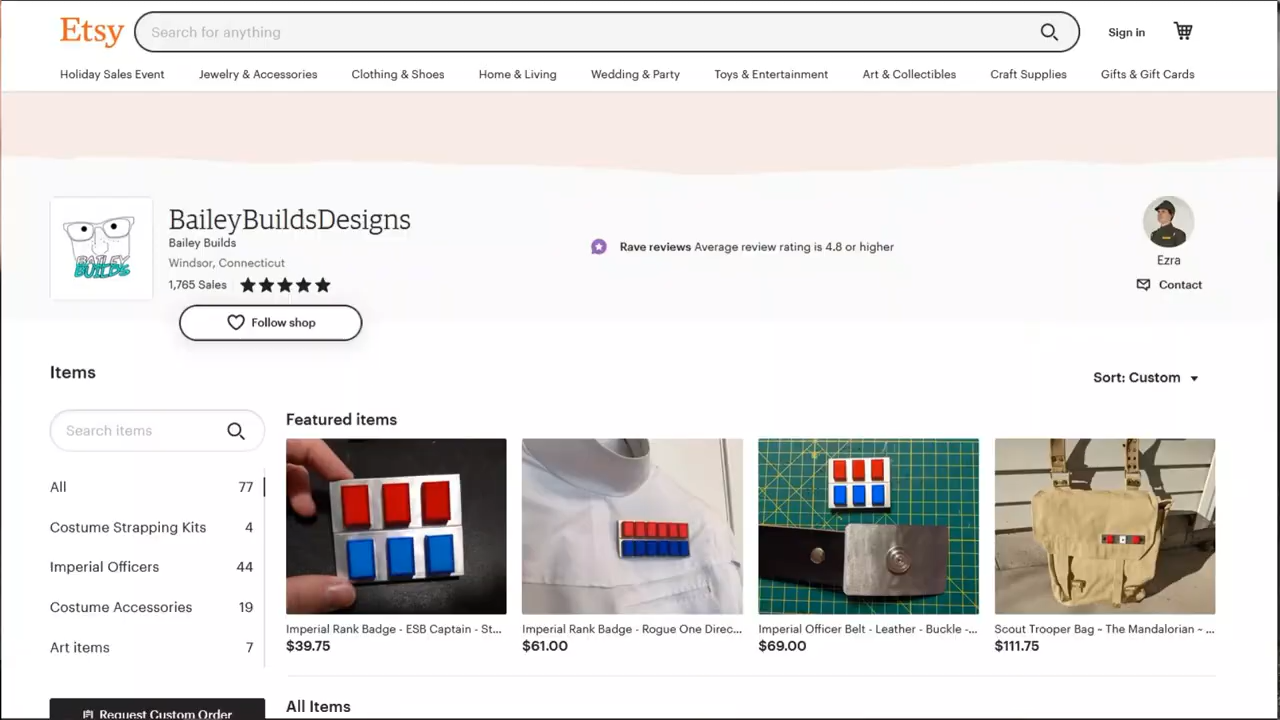 Etsy
Search for anything
Sign in
Holiday Sales Event
Jewelry & Accessories
Clothing & Shoes
Home & Living
Wedding & Party
Toys & Entertainment
Art & Collectibles
Craft Supplies
Gifts & Gift Cards
BAILEY
BUILDS
BaileyBuildsDesigns
Bailey Builds
Windsor, Connecticut
1,765 Sales
Follow shop
Rave reviews Average review rating is 4.8 or higher
Ezra
Contact
Items
Sort: Custom
Search items
All 77
Costume Strapping Kits 4
Imperial Officers 44
Costume Accessories 19
Art items 7
Request Custom Order
Featured items
Imperial Rank Badge - ESB Captain - St...
$39.75
Imperial Rank Badge - Rogue One Direc...
$61.00
Imperial Officer Belt - Leather - Buckle -...
$69.00
Scout Trooper Bag ~ The Mandalorian ~ ...
$111.75
All Items